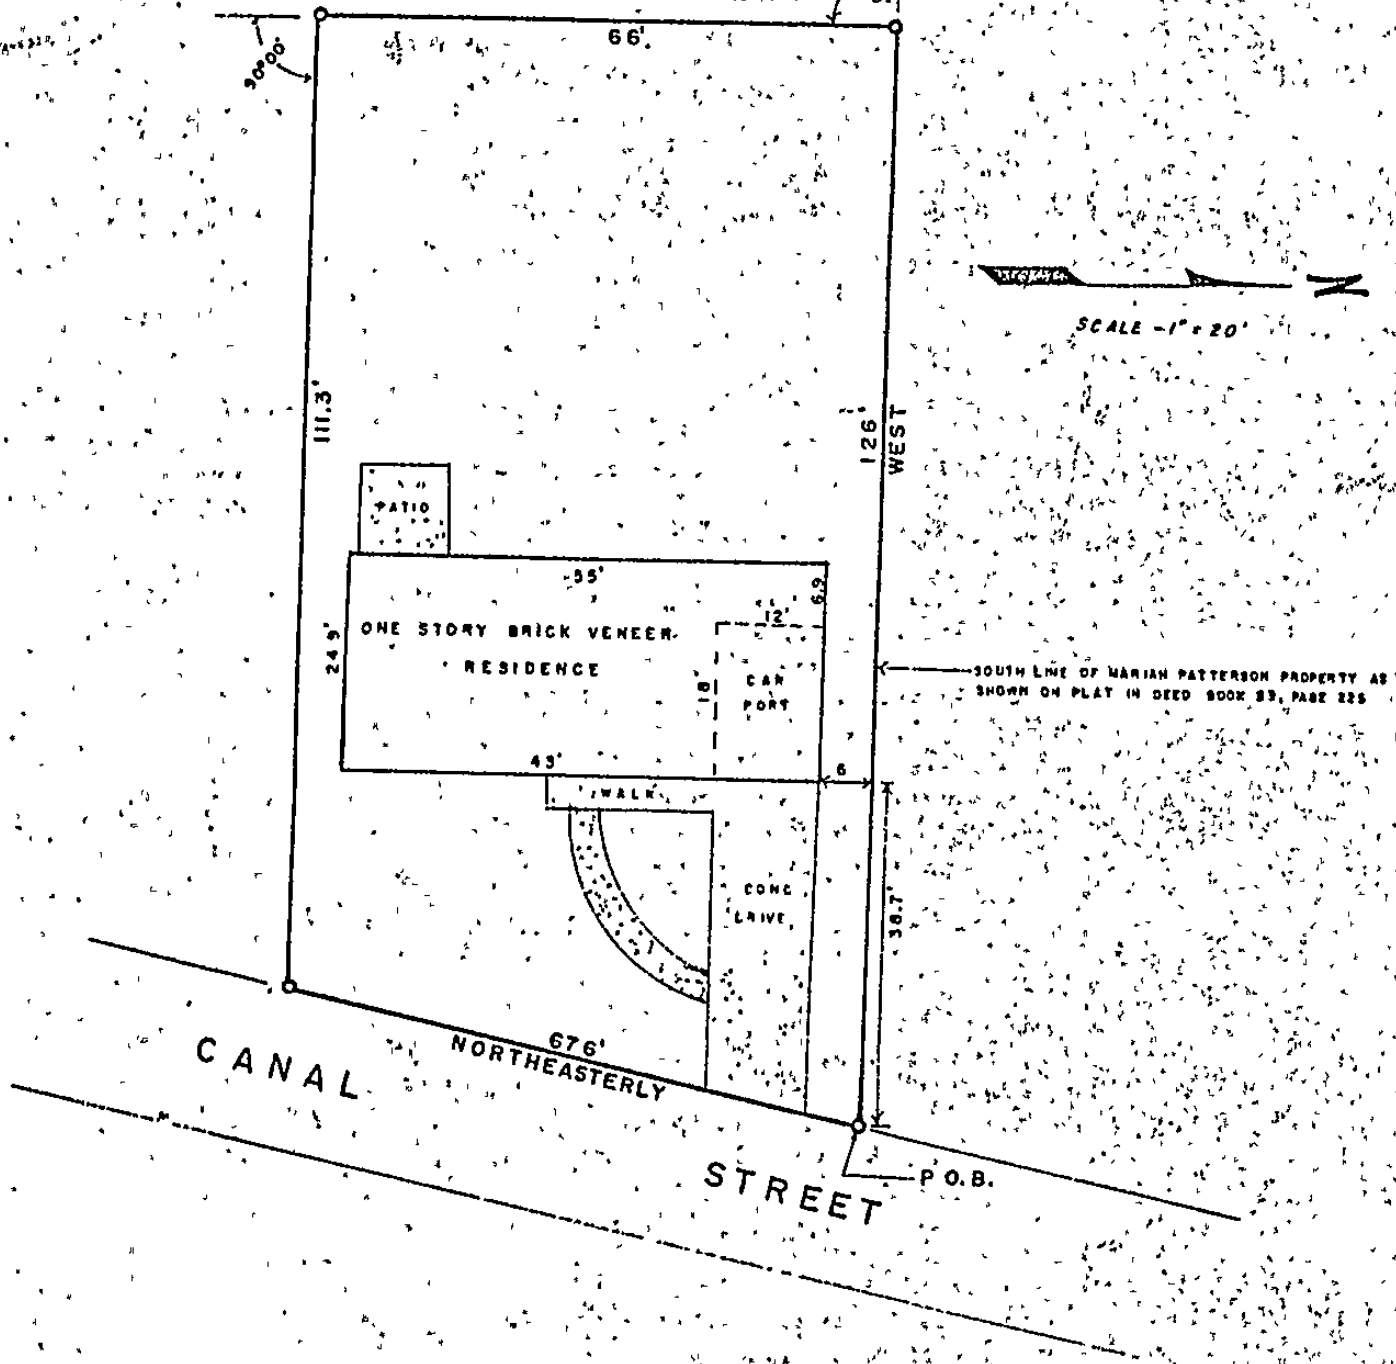 66'.
90°00'
N
SCALE - 1" = 20'
111.3'
126'
WEST
PATIO
55'
6.9
12'
ONE STORY BRICK VENEER
RESIDENCE
24.9'
18'
CAR
PORT
SOUTH LINE OF MARIAN PATTERSON PROPERTY AS
SHOWN ON PLAT IN DEED BOOK 93, PAGE 225
43'
6
WALK
CONC
DRIVE
38.7'
67.6'
NORTHEASTERLY
CANAL
STREET
P.O.B.